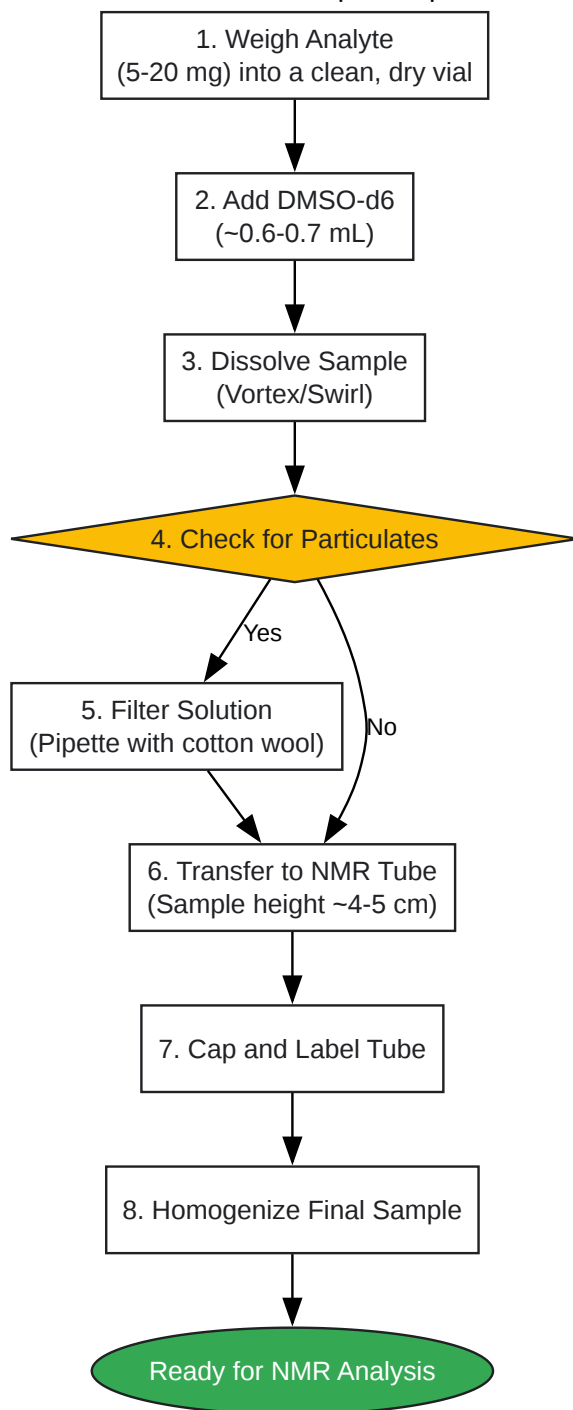 1. Weigh Analyte
(5-20 mg) into a clean, dry vial
2. Add DMSO-d6
(~0.6-0.7 mL)
3. Dissolve Sample
(Vortex/Swirl)
4. Check for Particulates
Yes
5. Filter Solution
(Pipette with cotton wool)
No
6. Transfer to NMR Tube
(Sample height ~4-5 cm)
7. Cap and Label Tube
8. Homogenize Final Sample
Ready for NMR Analysis